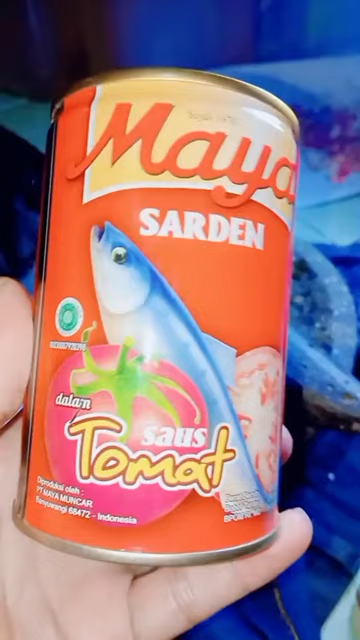 Maya
SARDEN
dalam
saus
Tomat
Diproduksi oleh :
PT MAYA MUNCAR
Banyuwangi 68472 - Indonesia